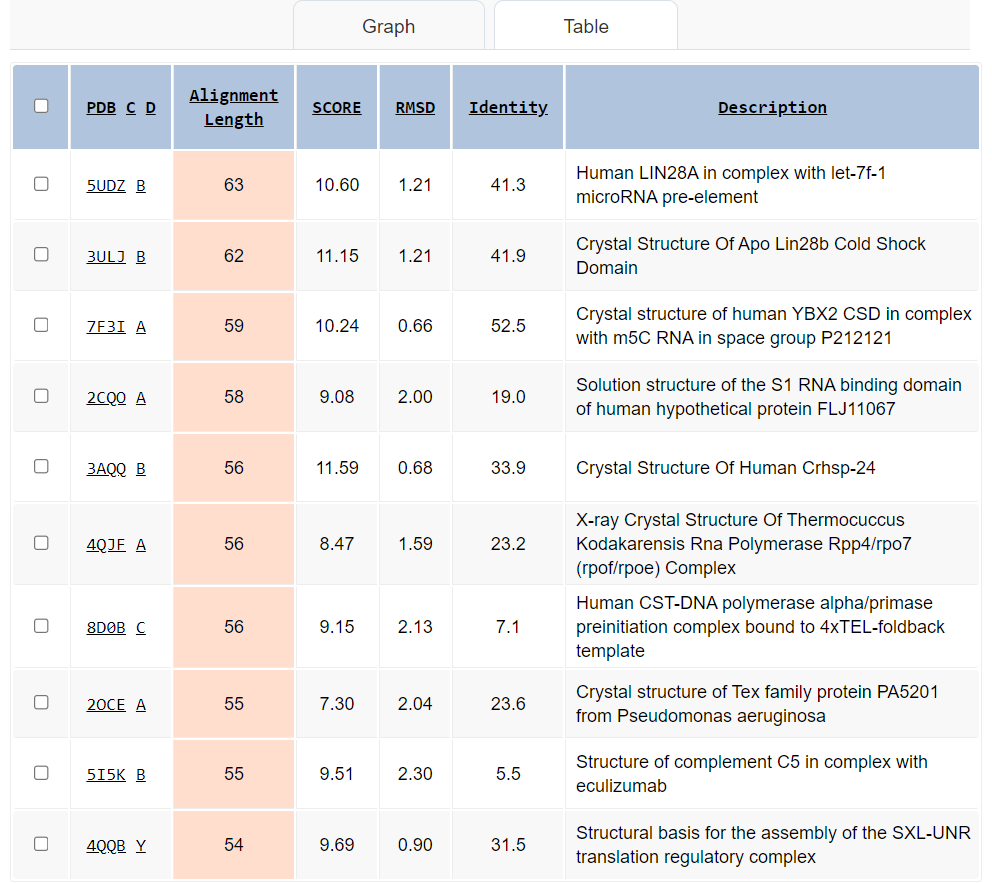 Graph Table
PDB C D Alignment Length SCORE RMSD Identity Description
5UDZ B 63 10.60 1.21 41.3 Human LIN28A in complex with let-7f-1
microRNA pre-element
3ULJ B 62 11.15 1.21 41.9 Crystal Structure Of Apo Lin28b Cold Shock
Domain
7F3I A 59 10.24 0.66 52.5 Crystal structure of human YBX2 CSD in complex
with m5C RNA in space group P212121
2CQO A 58 9.08 2.00 19.0 Solution structure of the S1 RNA binding domain
of human hypothetical protein FLJ11067
3AQQ B 56 11.59 0.68 33.9 Crystal Structure Of Human Crhsp-24
4QJF A 56 8.47 1.59 23.2 X-ray Crystal Structure Of Thermocuccus
Kodakarensis Rna Polymerase Rpp4/rpo7
(rpof/rpoe) Complex
8D0B C 56 9.15 2.13 7.1 Human CST-DNA polymerase alpha/primase
preinitiation complex bound to 4xTEL-foldback
template
2OCE A 55 7.30 2.04 23.6 Crystal structure of Tex family protein PA5201
from Pseudomonas aeruginosa
5I5K B 55 9.51 2.30 5.5 Structure of complement C5 in complex with
eculizumab
4QQB Y 54 9.69 0.90 31.5 Structural basis for the assembly of the SXL-UNR
translation regulatory complex